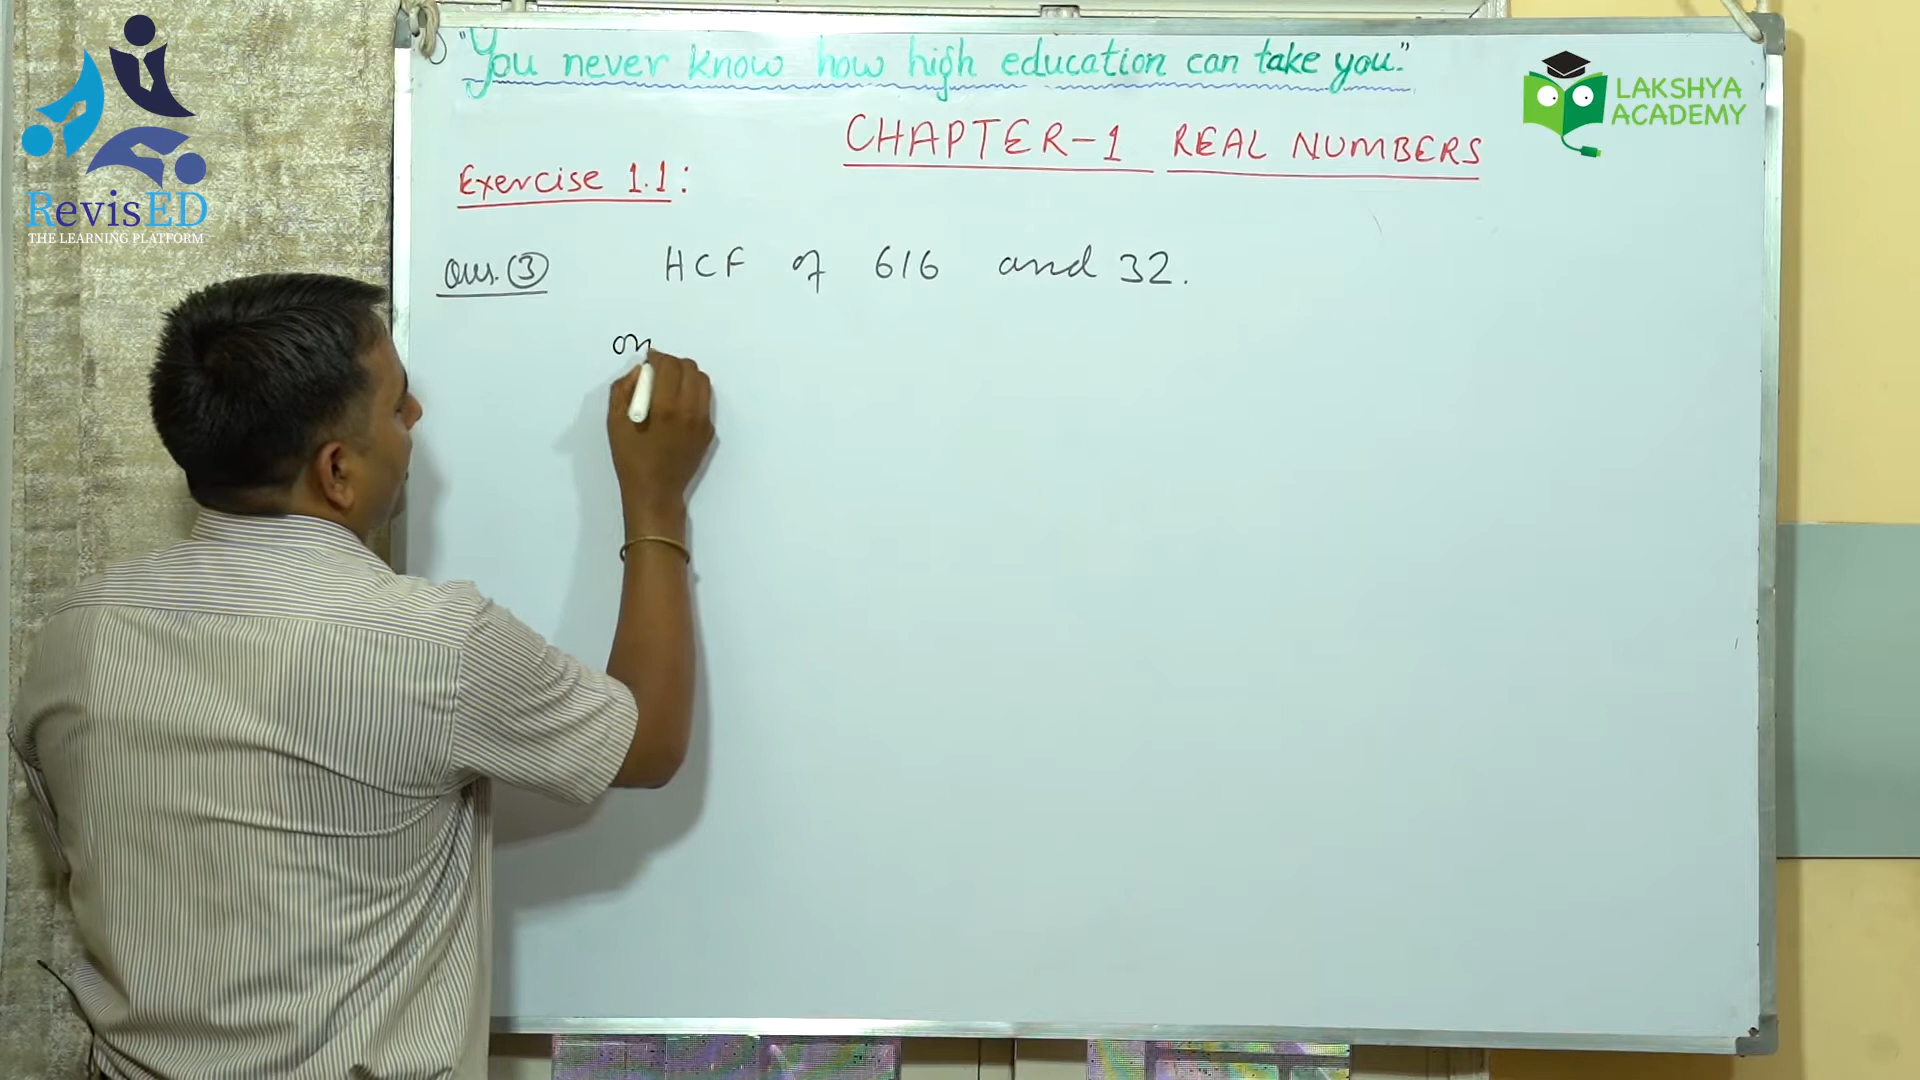 "You never know how high education can take you."
LAKSHYA
ACADEMY
CHAPTER-1 REAL NUMBERS
Exercise 1.1:
RevisED
THE LEARNING PLATFORM
Ans. (3) HCF of 616 and 32.
on